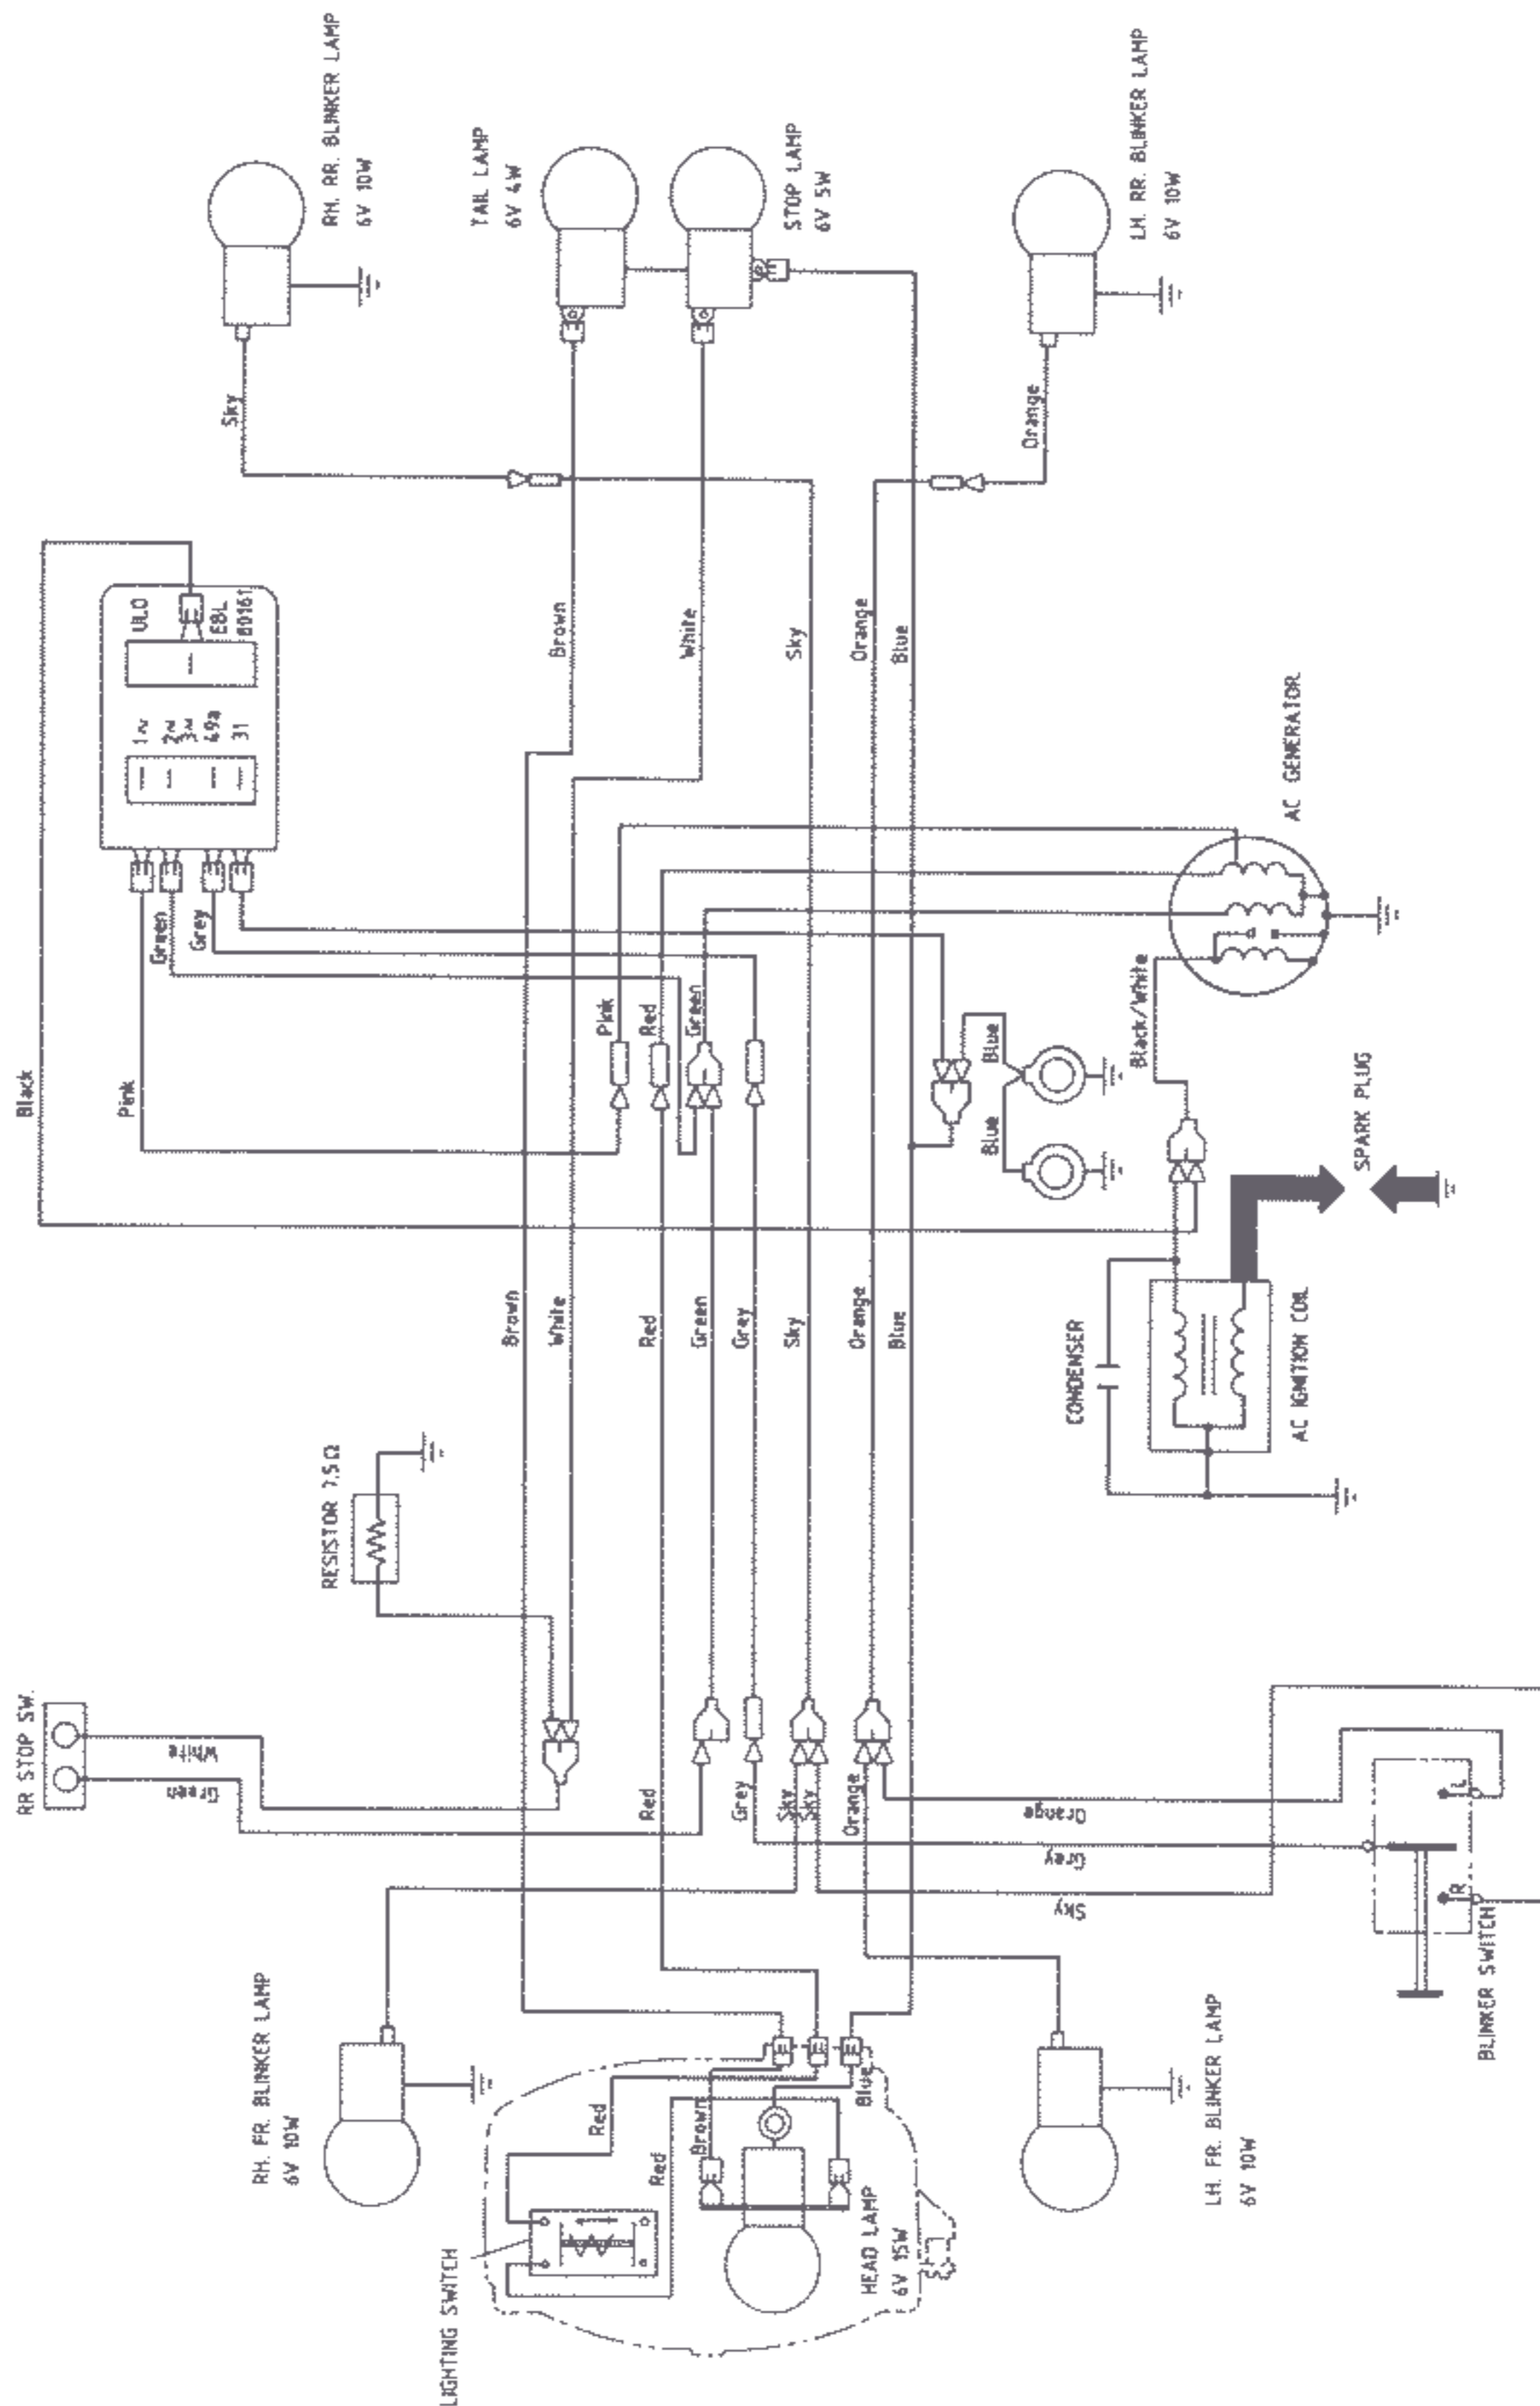 RH. RR. BLINKER LAMP
6V 10W
TAIL LAMP
6V 4W
STOP LAMP
6V 5W
LH. RR. BLINKER LAMP
6V 10W
Sky
Orange
ULO
EBL
80161
1~
2~
3~
49a
31
Brown
White
Sky
Orange
Blue
AC GENERATOR
Green
Grey
Black
Pink
Pink
Red
Green
Blue
Blue
Black/White
SPARK PLUG
Brown
White
Red
Green
Grey
Sky
Orange
Blue
CONDENSER
AC IGNITION COIL
RESISTOR 7,5 Ω
RR STOP SW.
White
Green
Red
Grey
Sky
Sky
Orange
Orange
Grey
Sky
L
R
BLINKER SWITCH
RH. FR. BLINKER LAMP
6V 10W
LH. FR. BLINKER LAMP
6V 10W
Red
Red
Brown
Blue
HEAD LAMP
6V 15W
LIGHTING SWITCH